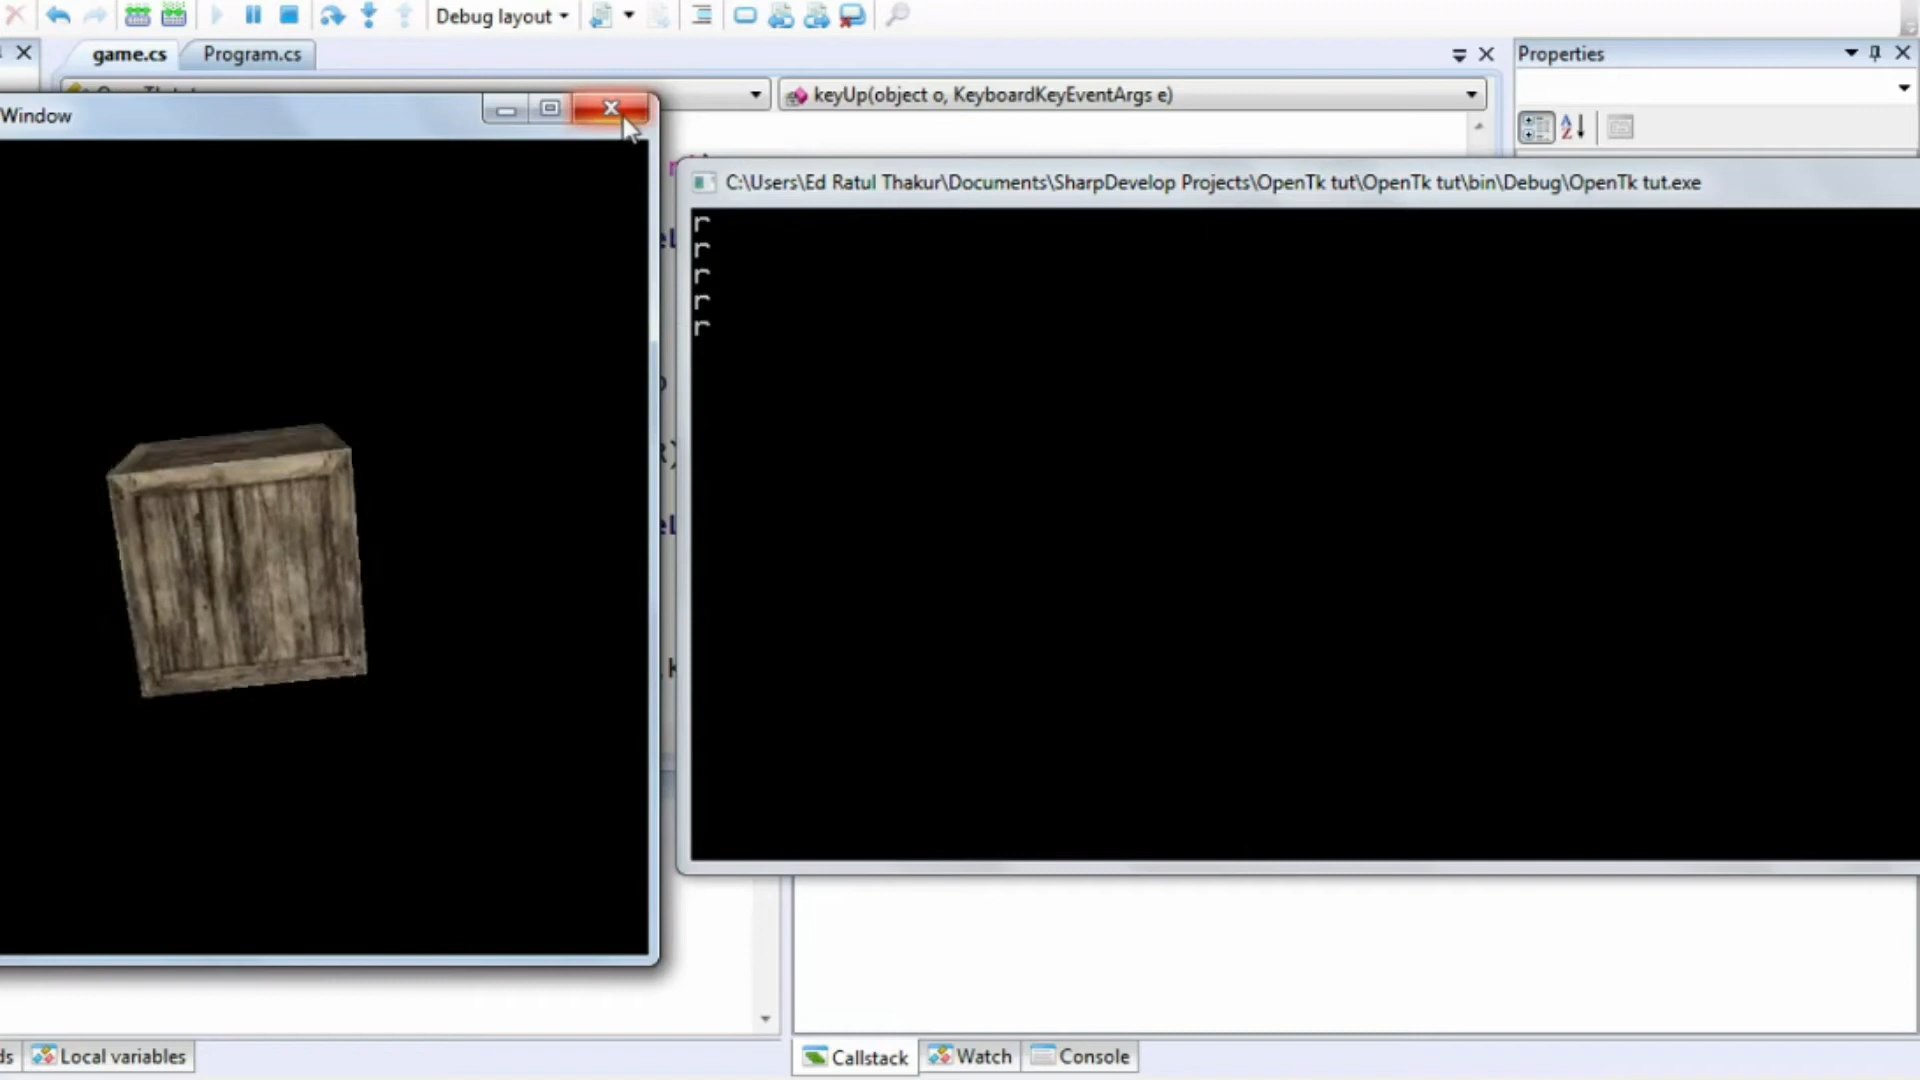 Debug layout
game.cs
Program.cs
Properties
keyUp(object o, KeyboardKeyEventArgs e)
Window
C:\Users\Ed Ratul Thakur\Documents\SharpDevelop Projects\OpenTk tut\OpenTk tut\bin\Debug\OpenTk tut.exe
r
r
r
r
r
Local variables
Callstack
Watch
Console